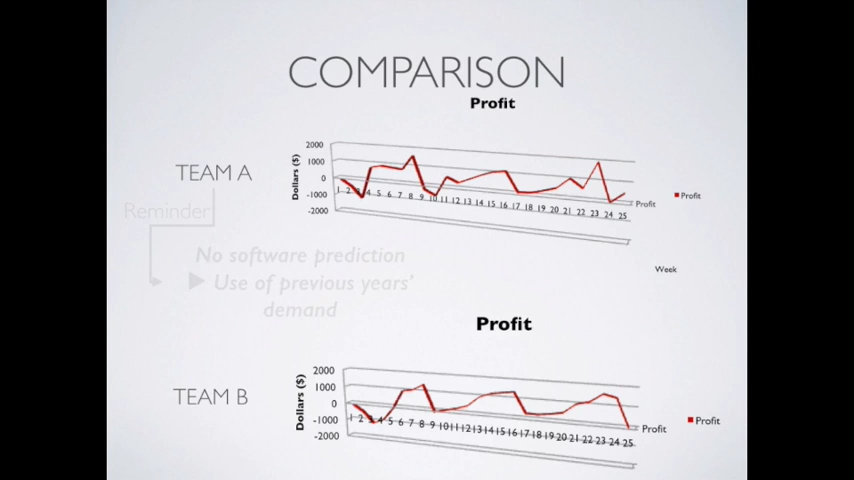 COMPARISON
Profit
2000
1000
0
-1000
-2000
Dollars ($)
1 2 3 4 5 6 7 8 9 10 11 12 13 14 15 16 17 18 19 20 21 22 23 24 25
Profit
Profit
Week
TEAM A
Reminder
No software prediction
▶ Use of previous years'
demand
Profit
2000
1000
0
-1000
-2000
Dollars ($)
1 2 3 4 5 6 7 8 9 10 11 12 13 14 15 16 17 18 19 20 21 22 23 24 25
Profit
Profit
TEAM B